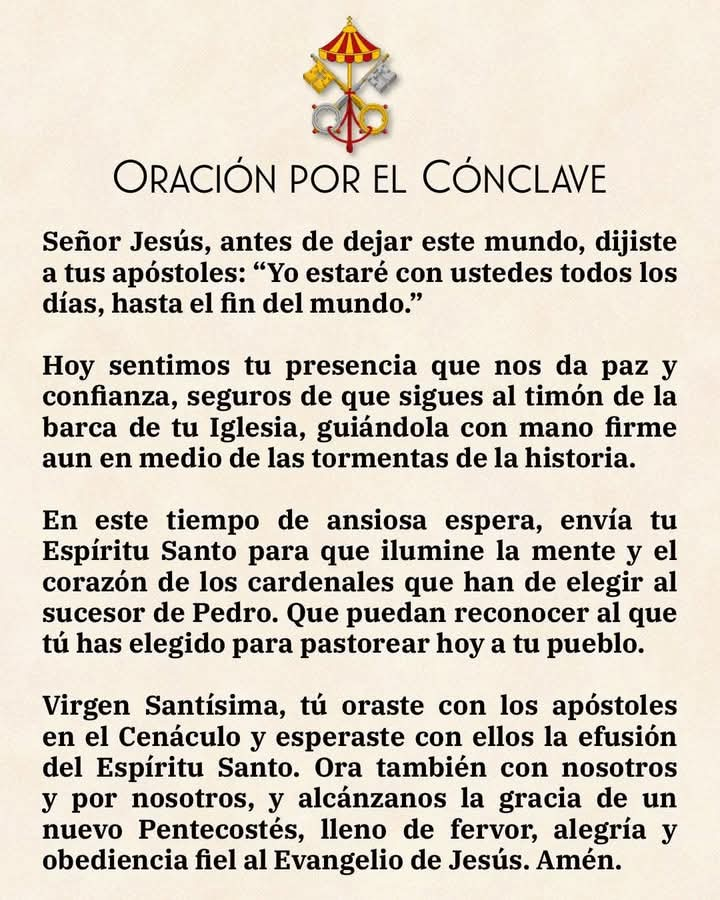 ORACIÓN POR EL CÓNCLAVE
Señor Jesús, antes de dejar este mundo, dijiste
a tus apóstoles: “Yo estaré con ustedes todos los
días, hasta el fin del mundo.”
Hoy sentimos tu presencia que nos da paz y
confianza, seguros de que sigues al timón de la
barca de tu Iglesia, guiándola con mano firme
aun en medio de las tormentas de la historia.
En este tiempo de ansiosa espera, envía tu
Espíritu Santo para que ilumine la mente y el
corazón de los cardenales que han de elegir al
sucesor de Pedro. Que puedan reconocer al que
tú has elegido para pastorear hoy a tu pueblo.
Virgen Santísima, tú oraste con los apóstoles
en el Cenáculo y esperaste con ellos la efusión
del Espíritu Santo. Ora también con nosotros
y por nosotros, y alcánzanos la gracia de un
nuevo Pentecostés, lleno de fervor, alegría y
obediencia fiel al Evangelio de Jesús. Amén.